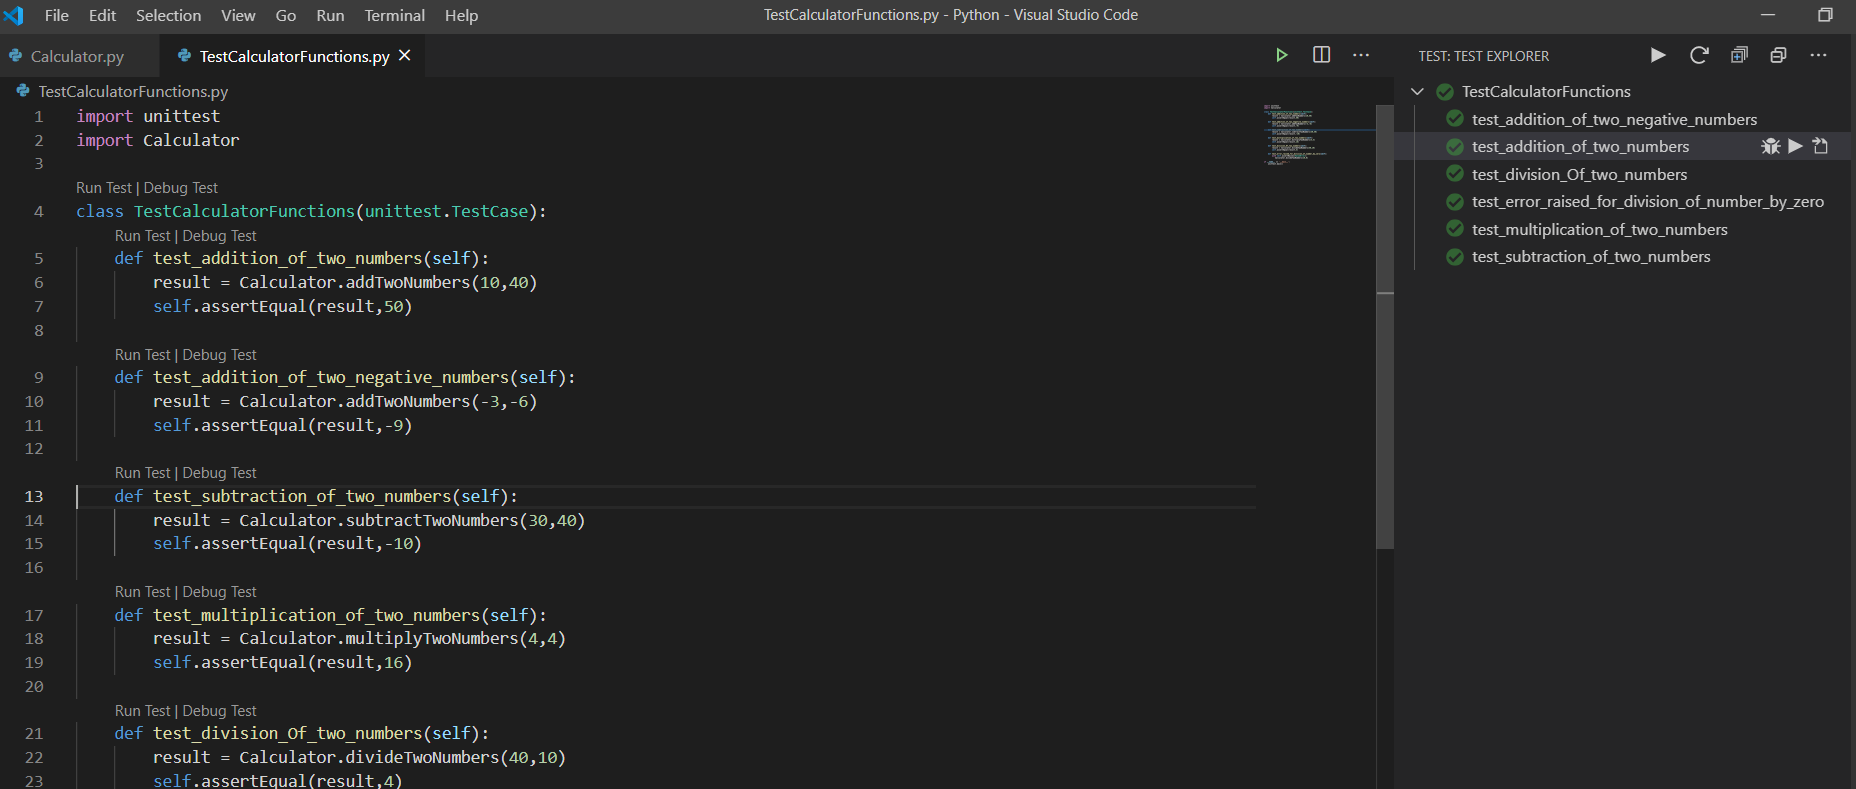 File Edit Selection View Go Run Terminal Help TestCalculatorFunctions.py - Python - Visual Studio Code
Calculator.py TestCalculatorFunctions.py
TestCalculatorFunctions.py
1 import unittest
2 import Calculator
3
Run Test | Debug Test
4 class TestCalculatorFunctions(unittest.TestCase):
Run Test | Debug Test
5 def test_addition_of_two_numbers(self):
6 result = Calculator.addTwoNumbers(10,40)
7 self.assertEqual(result,50)
8
Run Test | Debug Test
9 def test_addition_of_two_negative_numbers(self):
10 result = Calculator.addTwoNumbers(-3,-6)
11 self.assertEqual(result,-9)
12
Run Test | Debug Test
13 def test_subtraction_of_two_numbers(self):
14 result = Calculator.subtractTwoNumbers(30,40)
15 self.assertEqual(result,-10)
16
Run Test | Debug Test
17 def test_multiplication_of_two_numbers(self):
18 result = Calculator.multiplyTwoNumbers(4,4)
19 self.assertEqual(result,16)
20
Run Test | Debug Test
21 def test_division_Of_two_numbers(self):
22 result = Calculator.divideTwoNumbers(40,10)
23 self.assertEqual(result,4)
TEST: TEST EXPLORER
TestCalculatorFunctions
test_addition_of_two_negative_numbers
test_addition_of_two_numbers
test_division_Of_two_numbers
test_error_raised_for_division_of_number_by_zero
test_multiplication_of_two_numbers
test_subtraction_of_two_numbers